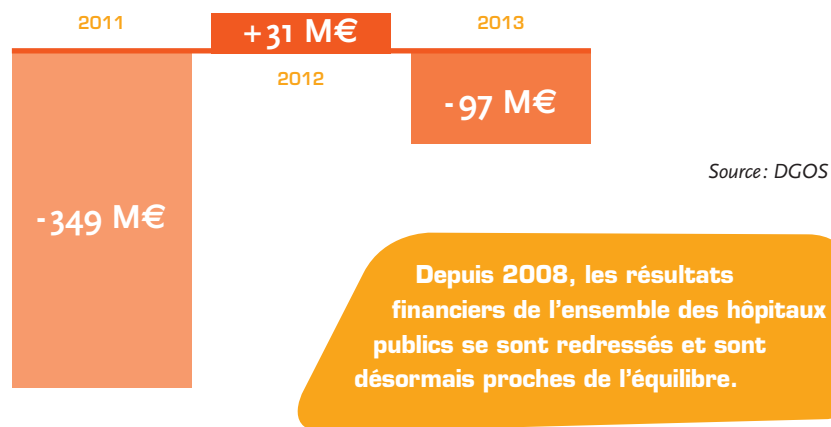 2011
+31 M€
2013
2012
-97 M€
Source : DGOS
-349 M€
Depuis 2008, les résultats
financiers de l'ensemble des hôpitaux
publics se sont redressés et sont
désormais proches de l'équilibre.